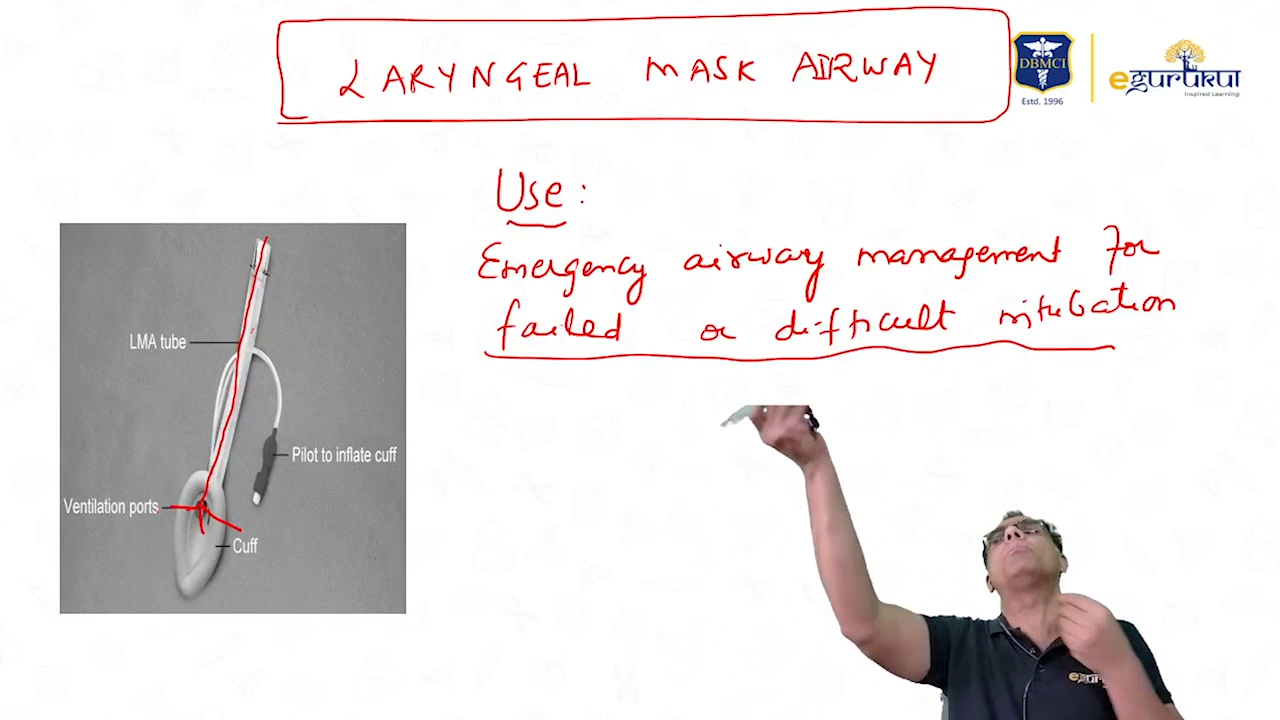 LARYNGEAL MASK AIRWAY
DBMCI
Estd. 1996
egurukul
Inspired Learning
Use:
Emergency airway management for
failed or difficult intubation
LMA tube
Pilot to inflate cuff
Ventilation ports
Cuff